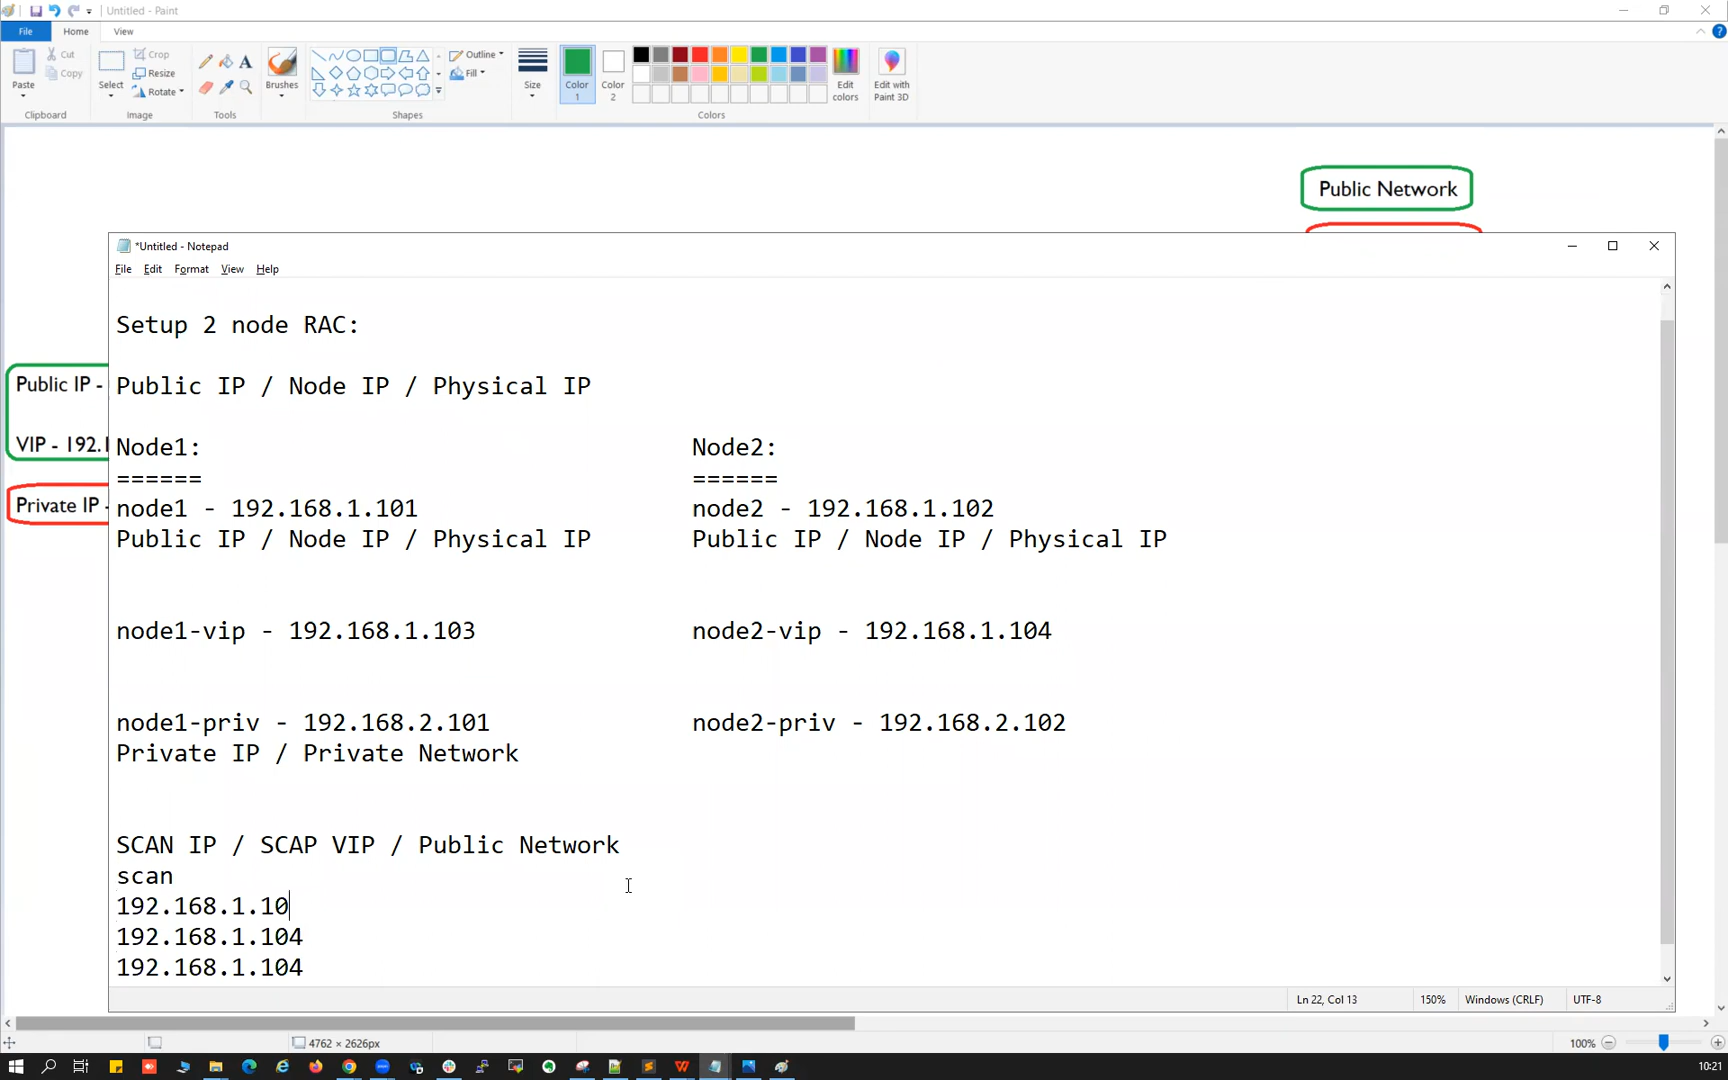 Untitled - Paint
File
Home
View
Paste
Cut
Copy
Clipboard
Select
Crop
Resize
Rotate
Image
Tools
Brushes
Shapes
Outline
Fill
Size
Color 1
Color 2
Edit colors
Edit with Paint 3D
Colors
Public Network
Public IP -
VIP - 192.1
Private IP -
*Untitled - Notepad
File Edit Format View Help
Setup 2 node RAC:
Public IP / Node IP / Physical IP
Node1: Node2:
====== ======
node1 - 192.168.1.101 node2 - 192.168.1.102
Public IP / Node IP / Physical IP Public IP / Node IP / Physical IP
node1-vip - 192.168.1.103 node2-vip - 192.168.1.104
node1-priv - 192.168.2.101 node2-priv - 192.168.2.102
Private IP / Private Network
SCAN IP / SCAP VIP / Public Network
scan
192.168.1.10
192.168.1.104
192.168.1.104
Ln 22, Col 13 150% Windows (CRLF) UTF-8
4762 × 2626px 100%
10:21